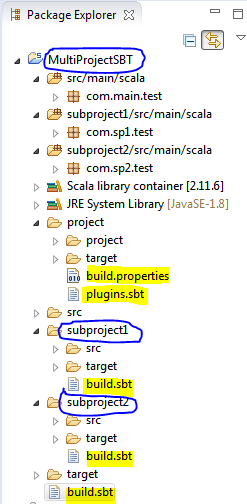 Package Explorer
MultiProjectSBT
src/main/scala
com.main.test
subproject1/src/main/scala
com.sp1.test
subproject2/src/main/scala
com.sp2.test
Scala library container [2.11.6]
JRE System Library [JavaSE-1.8]
project
project
target
build.properties
plugins.sbt
src
subproject1
src
target
build.sbt
subproject2
src
target
build.sbt
target
build.sbt